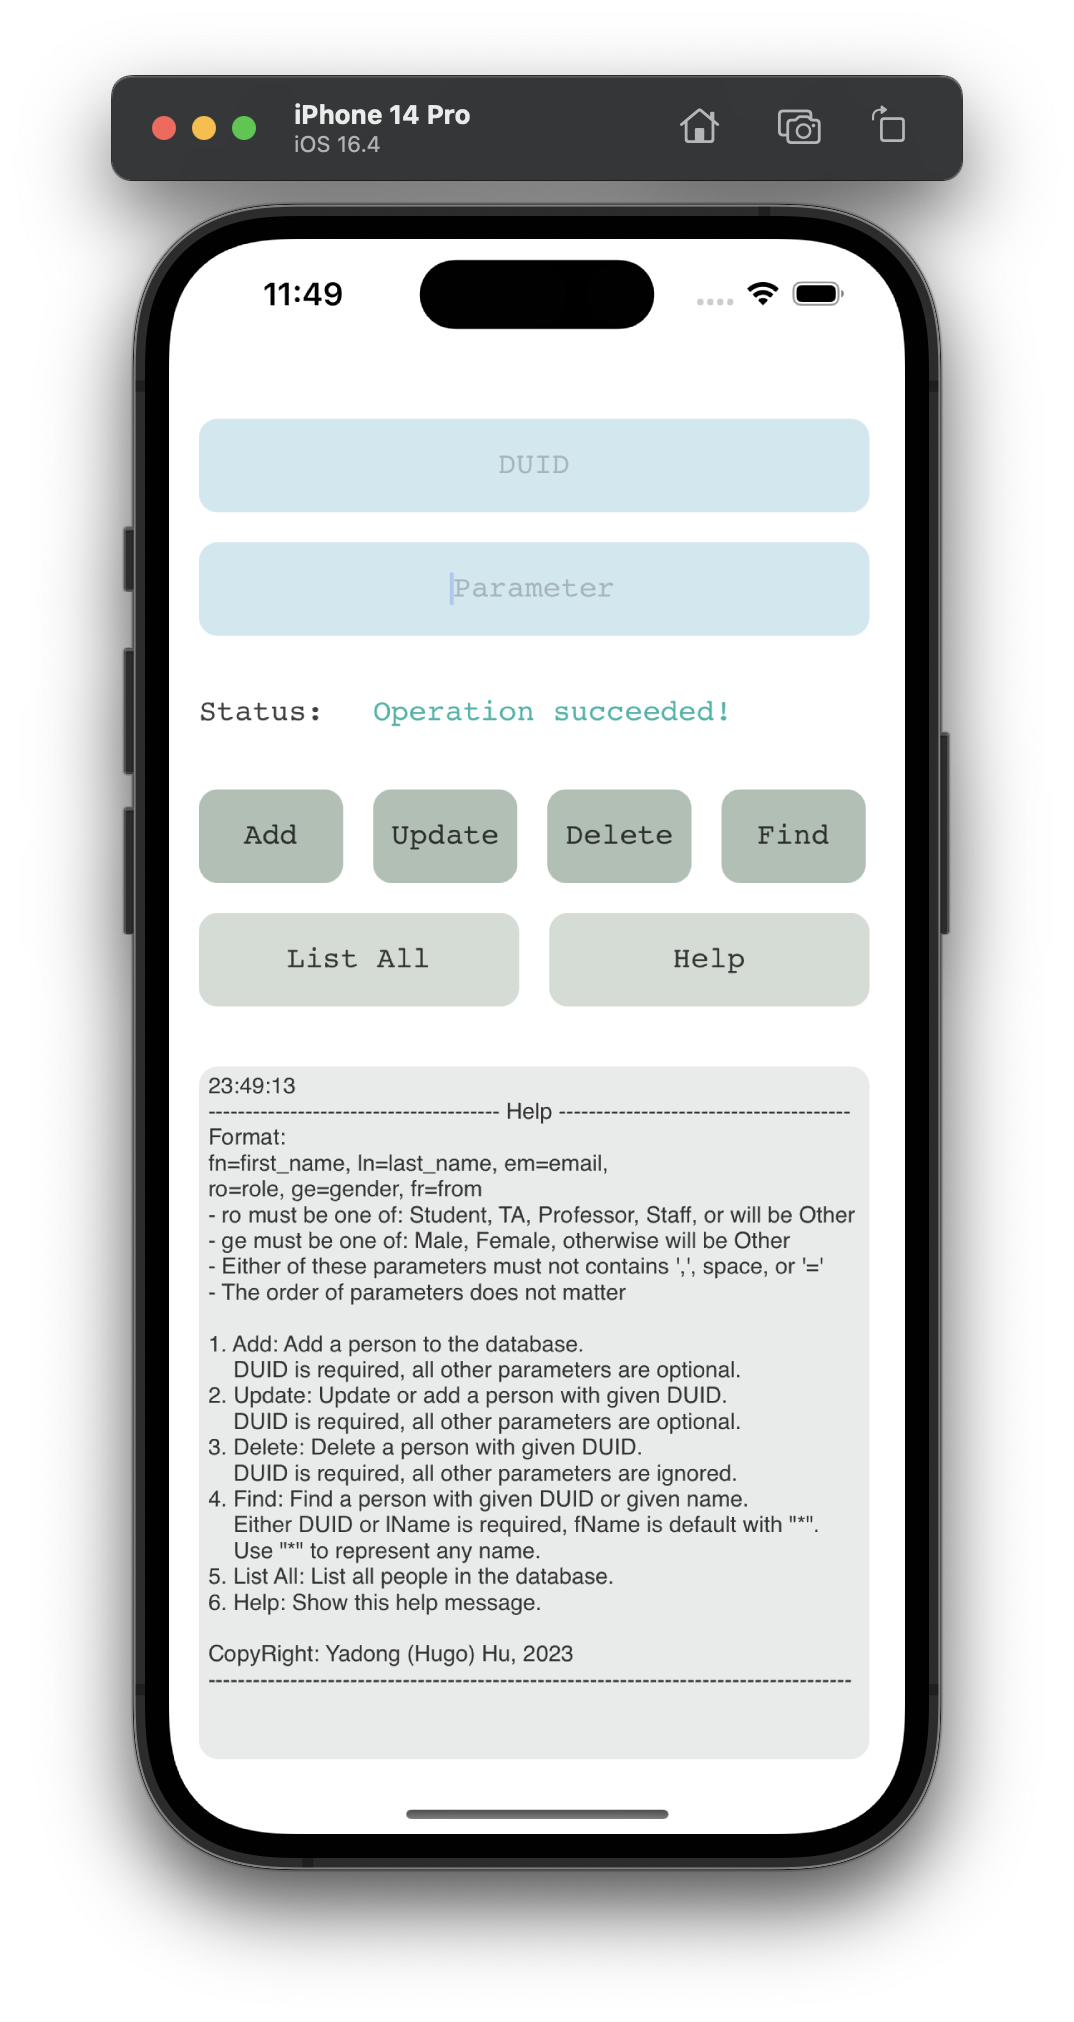 iPhone 14 Pro
iOS 16.4
11:49
DUID
Parameter
Status: Operation succeeded!
Add Update Delete Find
List All Help
23:49:13
--------------------------------------- Help ---------------------------------------
Format:
fn=first_name, ln=last_name, em=email,
ro=role, ge=gender, fr=from
- ro must be one of: Student, TA, Professor, Staff, or will be Other
- ge must be one of: Male, Female, otherwise will be Other
- Either of these parameters must not contains ',', space, or '='
- The order of parameters does not matter
1. Add: Add a person to the database.
DUID is required, all other parameters are optional.
2. Update: Update or add a person with given DUID.
DUID is required, all other parameters are optional.
3. Delete: Delete a person with given DUID.
DUID is required, all other parameters are ignored.
4. Find: Find a person with given DUID or given name.
Either DUID or lName is required, fName is default with "*".
Use "*" to represent any name.
5. List All: List all people in the database.
6. Help: Show this help message.
CopyRight: Yadong (Hugo) Hu, 2023
--------------------------------------------------------------------------------------